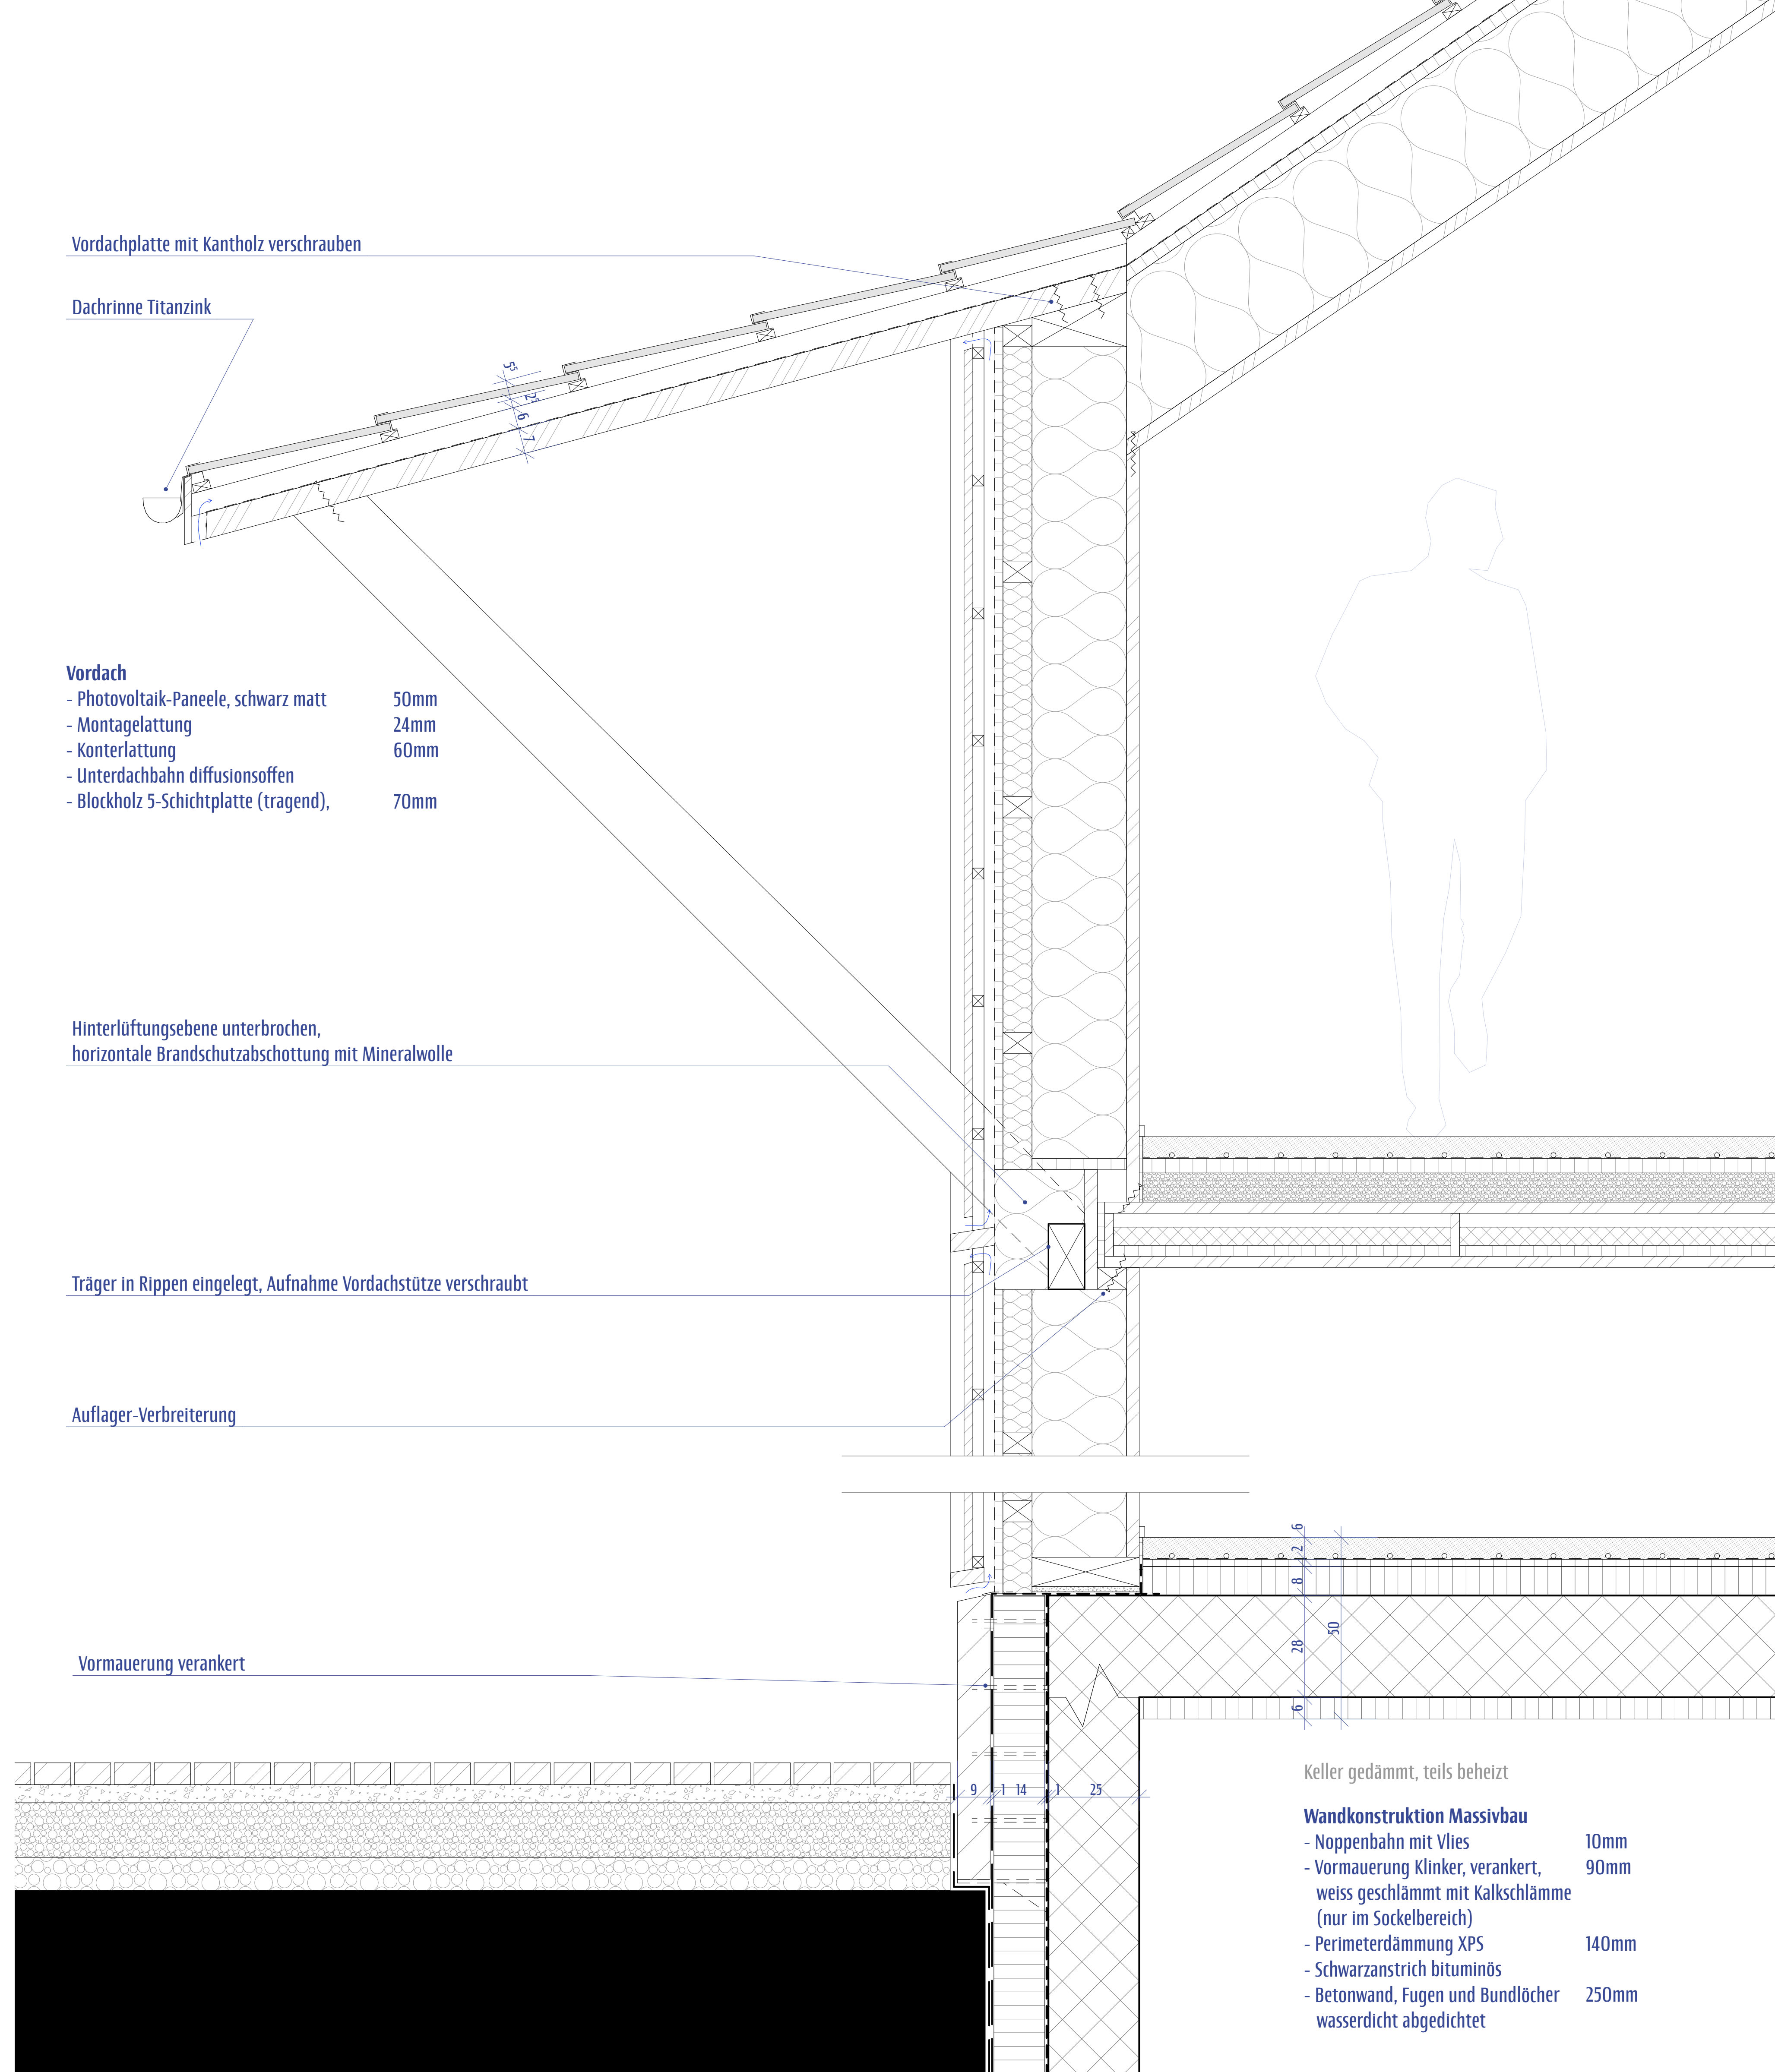 Vordachplatte mit Kantholz verschrauben
Dachrinne Titanzink
5⁵
2⁵
6
7
Vordach
- Photovoltaik-Paneele, schwarz matt 50mm
- Montagelattung 24mm
- Konterlattung 60mm
- Unterdachbahn diffusionsoffen
- Blockholz 5-Schichtplatte (tragend), 70mm
Hinterlüftungsebene unterbrochen,
horizontale Brandschutzabschottung mit Mineralwolle
Träger in Rippen eingelegt, Aufnahme Vordachstütze verschraubt
Auflager-Verbreiterung
6
2
8
28
50
6
Vormauerung verankert
9 1 14 1 25
Keller gedämmt, teils beheizt
Wandkonstruktion Massivbau
- Noppenbahn mit Vlies 10mm
- Vormauerung Klinker, verankert, 90mm
weiss geschlämmt mit Kalkschlämme
(nur im Sockelbereich)
- Perimeterdämmung XPS 140mm
- Schwarzanstrich bituminös
- Betonwand, Fugen und Bundlöcher 250mm
wasserdicht abgedichtet